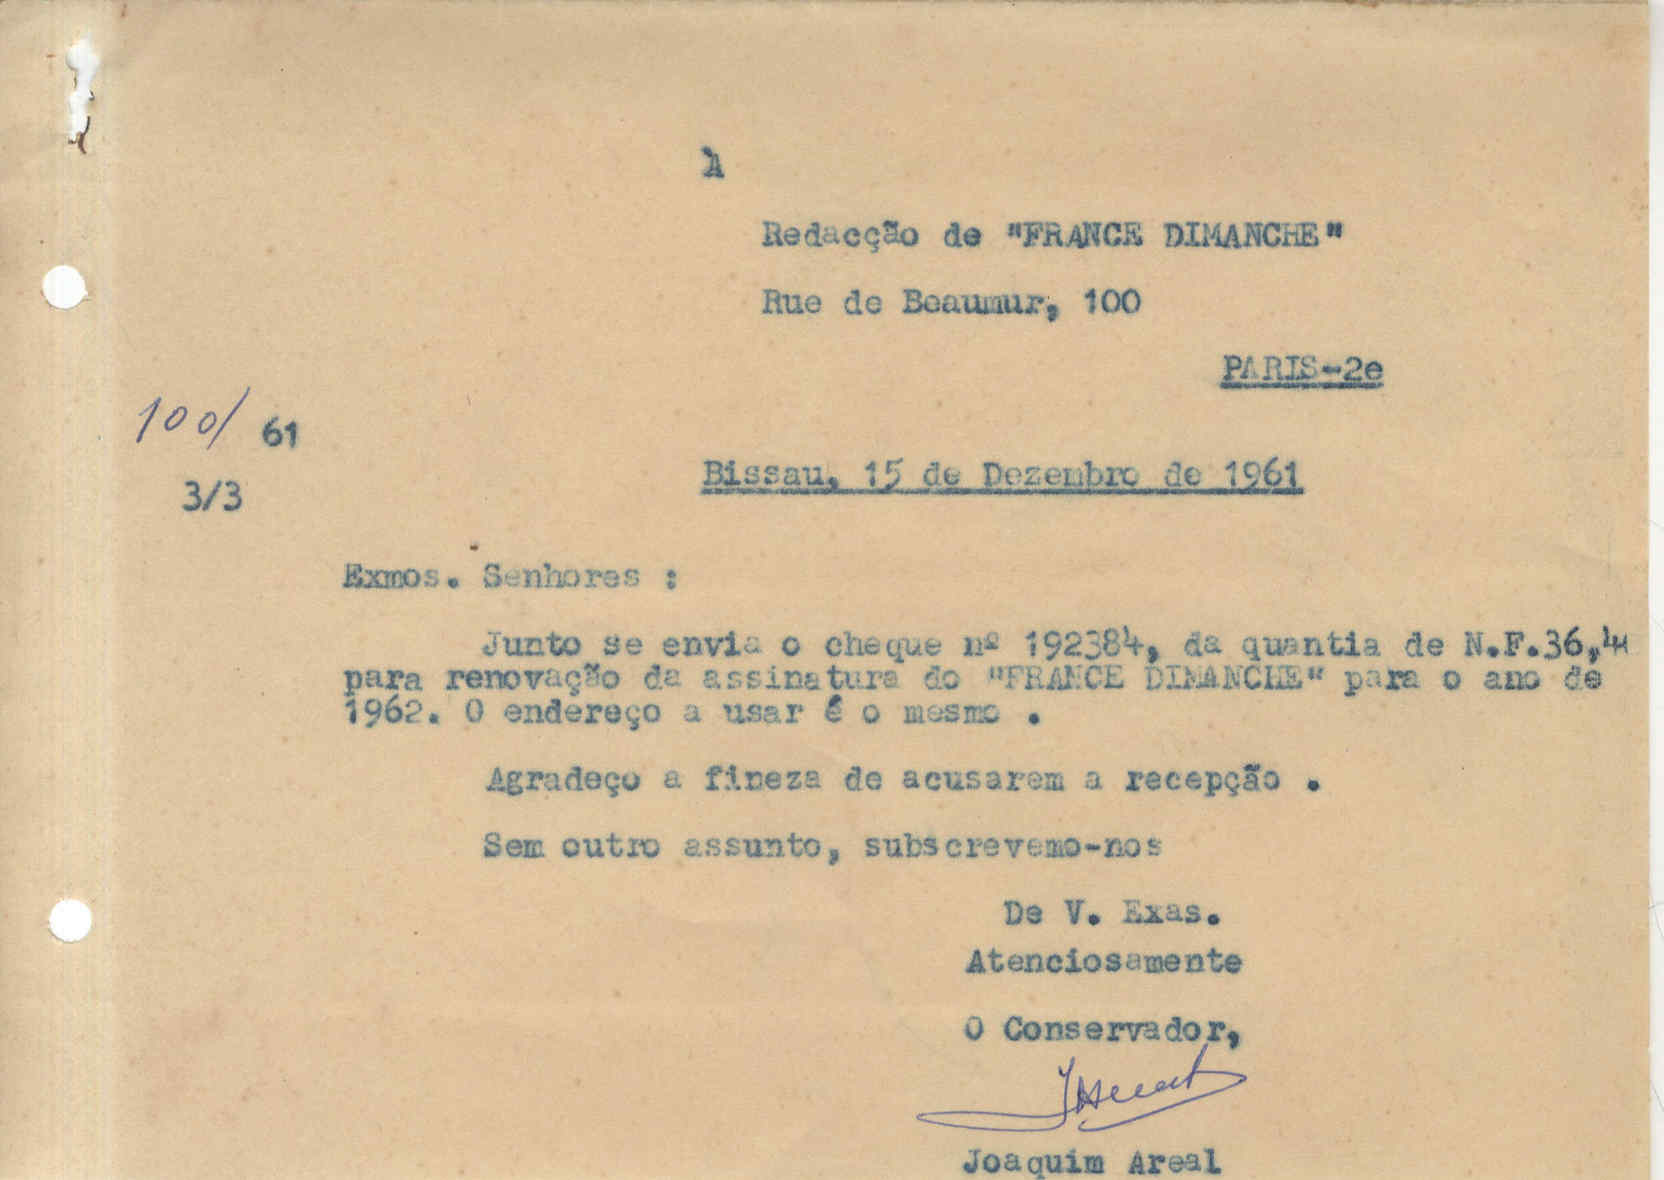 À
Redacção de "FRANCE DIMANCHE"
Rue de Beaumur, 100
PARIS-2e
100/ 61
3/3
Bissau, 15 de Dezembro de 1961
Exmos. Senhores :
Junto se envia o cheque nº 192384, da quantia de N.F.36,44
para renovação da assinatura do "FRANCE DIMANCHE" para o ano de
1962. O endereço a usar é o mesmo .
Agradeço a fineza de acusarem a recepção .
Sem outro assunto, subscrevemo-nos
De V. Exas.
Atenciosamente
O Conservador,
Joaquim Areal